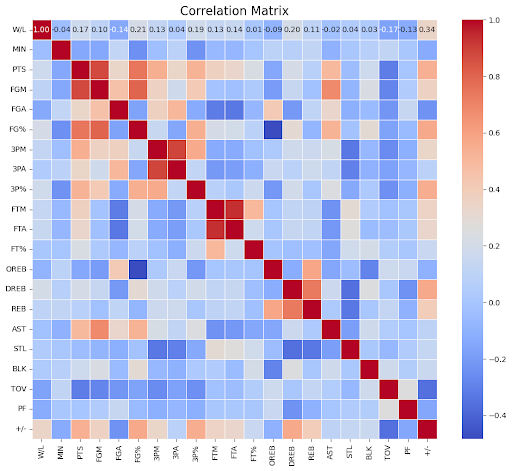 Correlation Matrix
W/L 1.00 -0.04 0.17 0.10 -0.14 0.21 0.13 0.04 0.19 0.13 0.14 0.01 -0.09 0.20 0.11 -0.02 0.04 0.03 -0.17 -0.13 0.34
MIN
PTS
FGM
FGA
FG%
3PM
3PA
3P%
FTM
FTA
FT%
OREB
DREB
REB
AST
STL
BLK
TOV
PF
+/-
W/L MIN PTS FGM FGA FG% 3PM 3PA 3P% FTM FTA FT% OREB DREB REB AST STL BLK TOV PF +/-
1.0
0.8
0.6
0.4
0.2
0.0
−0.2
−0.4